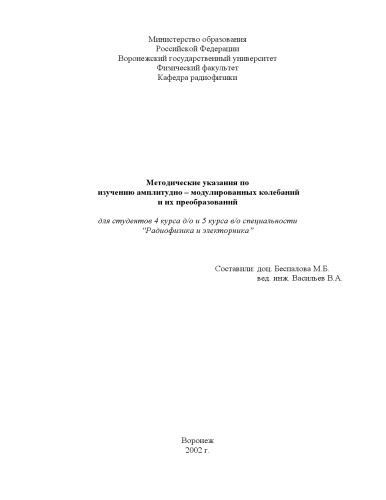 Министерство образования
Российской Федерации
Воронежский государственный университет
Физический факультет
Кафедра радиофизики
Методические указания по
изучению амплитудно – модулированных колебаний
и их преобразований
для студентов 4 курса д/о и 5 курса в/о специальности
“Радиофизика и электорника”
Составили: доц. Беспалова М.Б.
вед. инж. Васильев В.А.
Воронеж
2002 г.